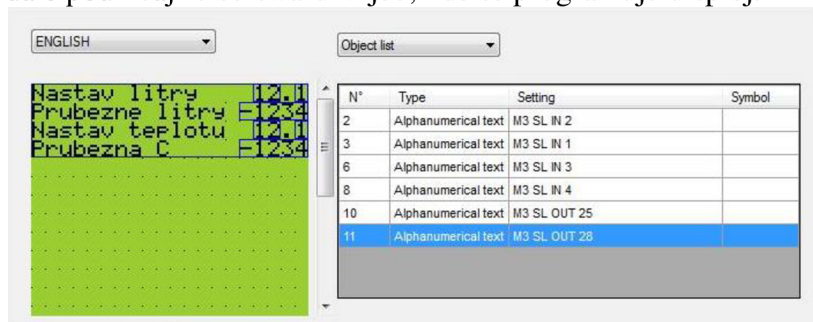 ENGLISH
Object list
Nastav litry 12.1
Prubezne litry -1234
Nastav teplotu 12.1
Prubezna C -1234
N° Type Setting Symbol
2 Alphanumerical text M3 SL IN 2
3 Alphanumerical text M3 SL IN 1
6 Alphanumerical text M3 SL IN 3
8 Alphanumerical text M3 SL IN 4
10 Alphanumerical text M3 SL OUT 25
11 Alphanumerical text M3 SL OUT 28